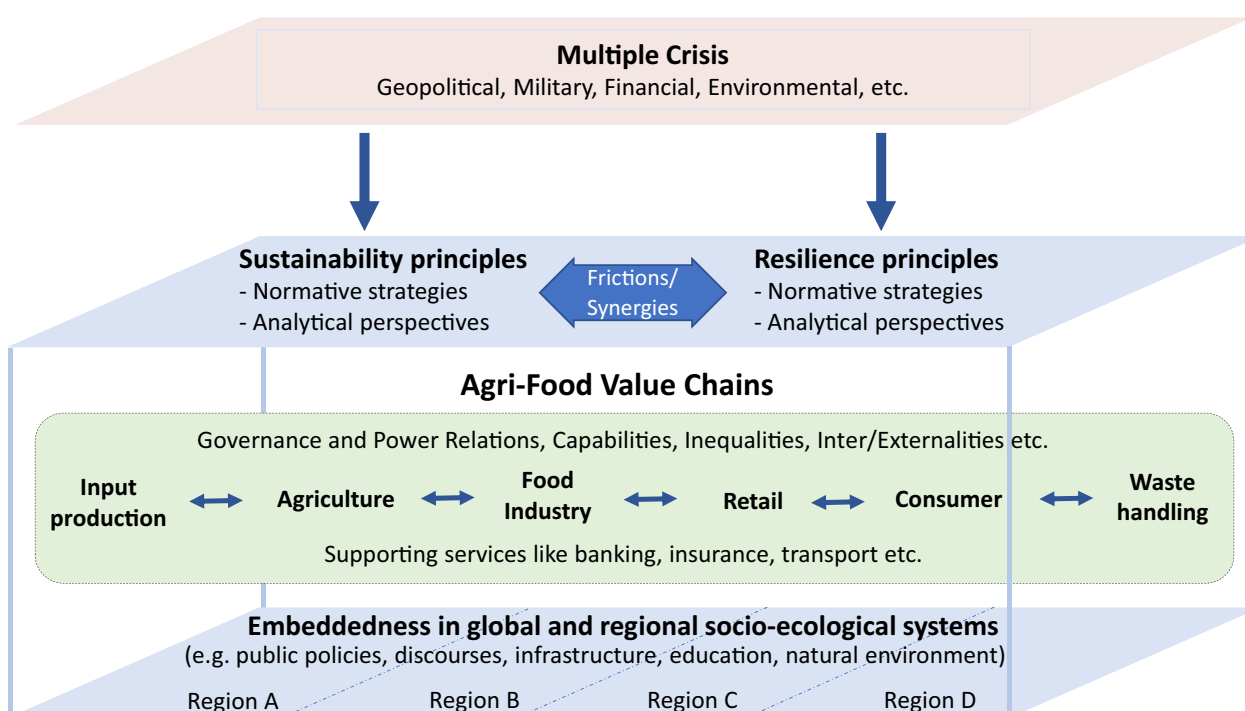 Multiple Crisis
Geopolitical, Military, Financial, Environmental, etc.
Sustainability principles
- Normative strategies
- Analytical perspectives
Frictions/
Synergies
Resilience principles
- Normative strategies
- Analytical perspectives
Agri-Food Value Chains
Governance and Power Relations, Capabilities, Inequalities, Inter/Externalities etc.
Input
production
Agriculture
Food
Industry
Retail
Consumer
Waste
handling
Supporting services like banking, insurance, transport etc.
Embeddedness in global and regional socio-ecological systems
(e.g. public policies, discourses, infrastructure, education, natural environment)
Region A
Region B
Region C
Region D